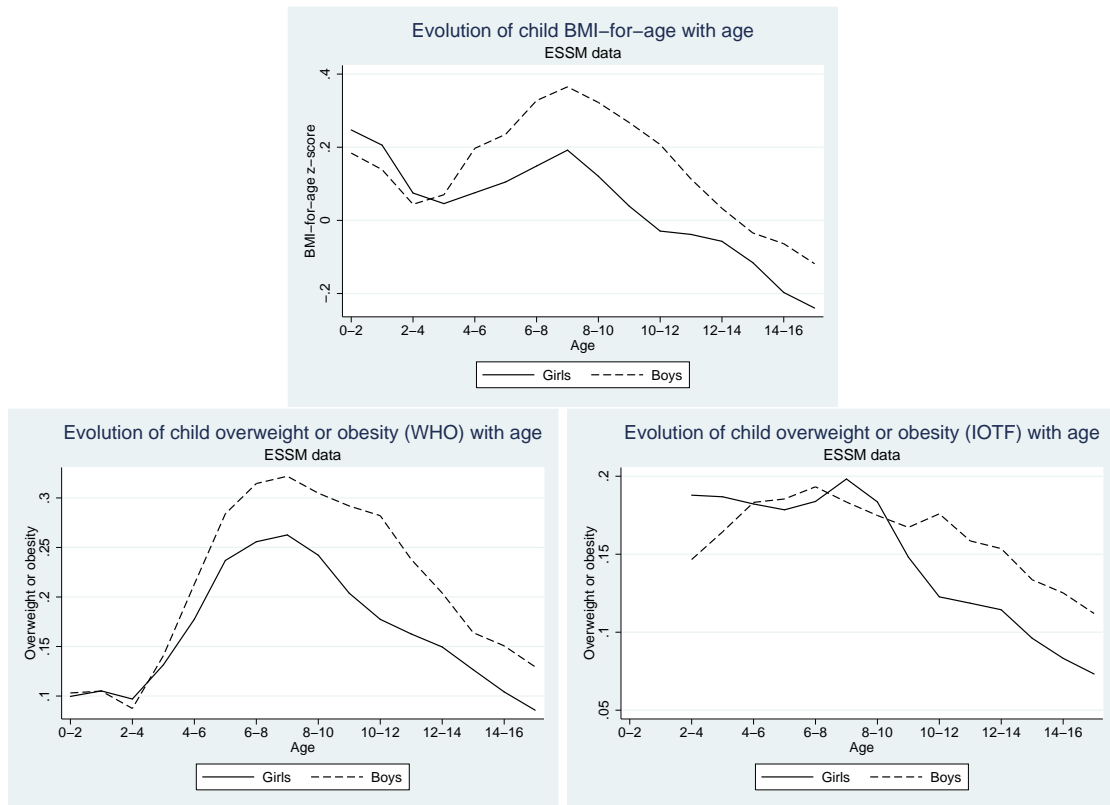 Evolution of child BMI−for−age with age
ESSM data
BMI−for−age z−score
.4
.2
0
−.2
0−2 2−4 4−6 6−8 8−10 10−12 12−14 14−16
Age
Girls Boys
Evolution of child overweight or obesity (WHO) with age
ESSM data
Overweight or obesity
.3
.25
.2
.15
.1
0−2 2−4 4−6 6−8 8−10 10−12 12−14 14−16
Age
Girls Boys
Evolution of child overweight or obesity (IOTF) with age
ESSM data
Overweight or obesity
.2
.15
.1
.05
0−2 2−4 4−6 6−8 8−10 10−12 12−14 14−16
Age
Girls Boys